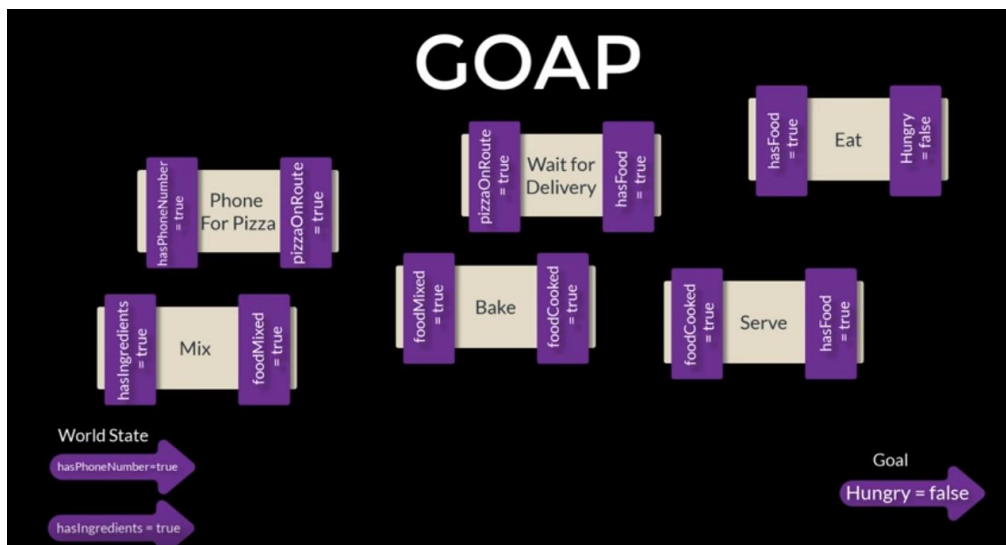 GOAP
hasFood
= true
Eat
Hungry
= false
pizzaOnRoute
= true
Wait for
Delivery
hasFood
= true
hasPhoneNumber
= true
Phone
For Pizza
pizzaOnRoute
= true
foodMixed
= true
Bake
foodCooked
= true
foodCooked
= true
Serve
hasFood
= true
hasIngredients
= true
Mix
foodMixed
= true
World State
hasPhoneNumber=true
hasIngredients = true
Goal
Hungry = false